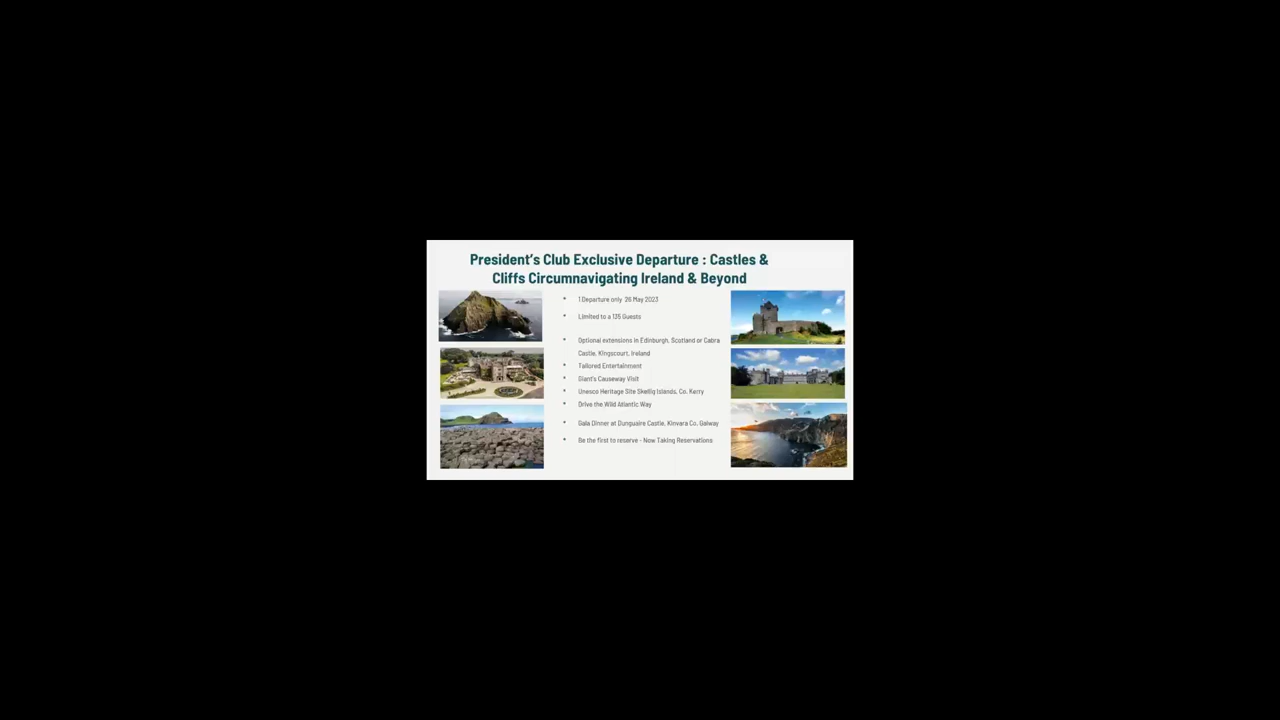 President's Club Exclusive Departure : Castles &
Cliffs Circumnavigating Ireland & Beyond
• 1 Departure only 26 May 2023
• Limited to a 135 Guests
• Optional extensions in Edinburgh, Scotland or Cabra
Castle, Kingscourt, Ireland
• Tailored Entertainment
• Giant's Causeway Visit
• Unesco Heritage Site Skellig Islands, Co. Kerry
• Drive the Wild Atlantic Way
• Gala Dinner at Dunguaire Castle, Kinvara Co. Galway
• Be the first to reserve - Now Taking Reservations